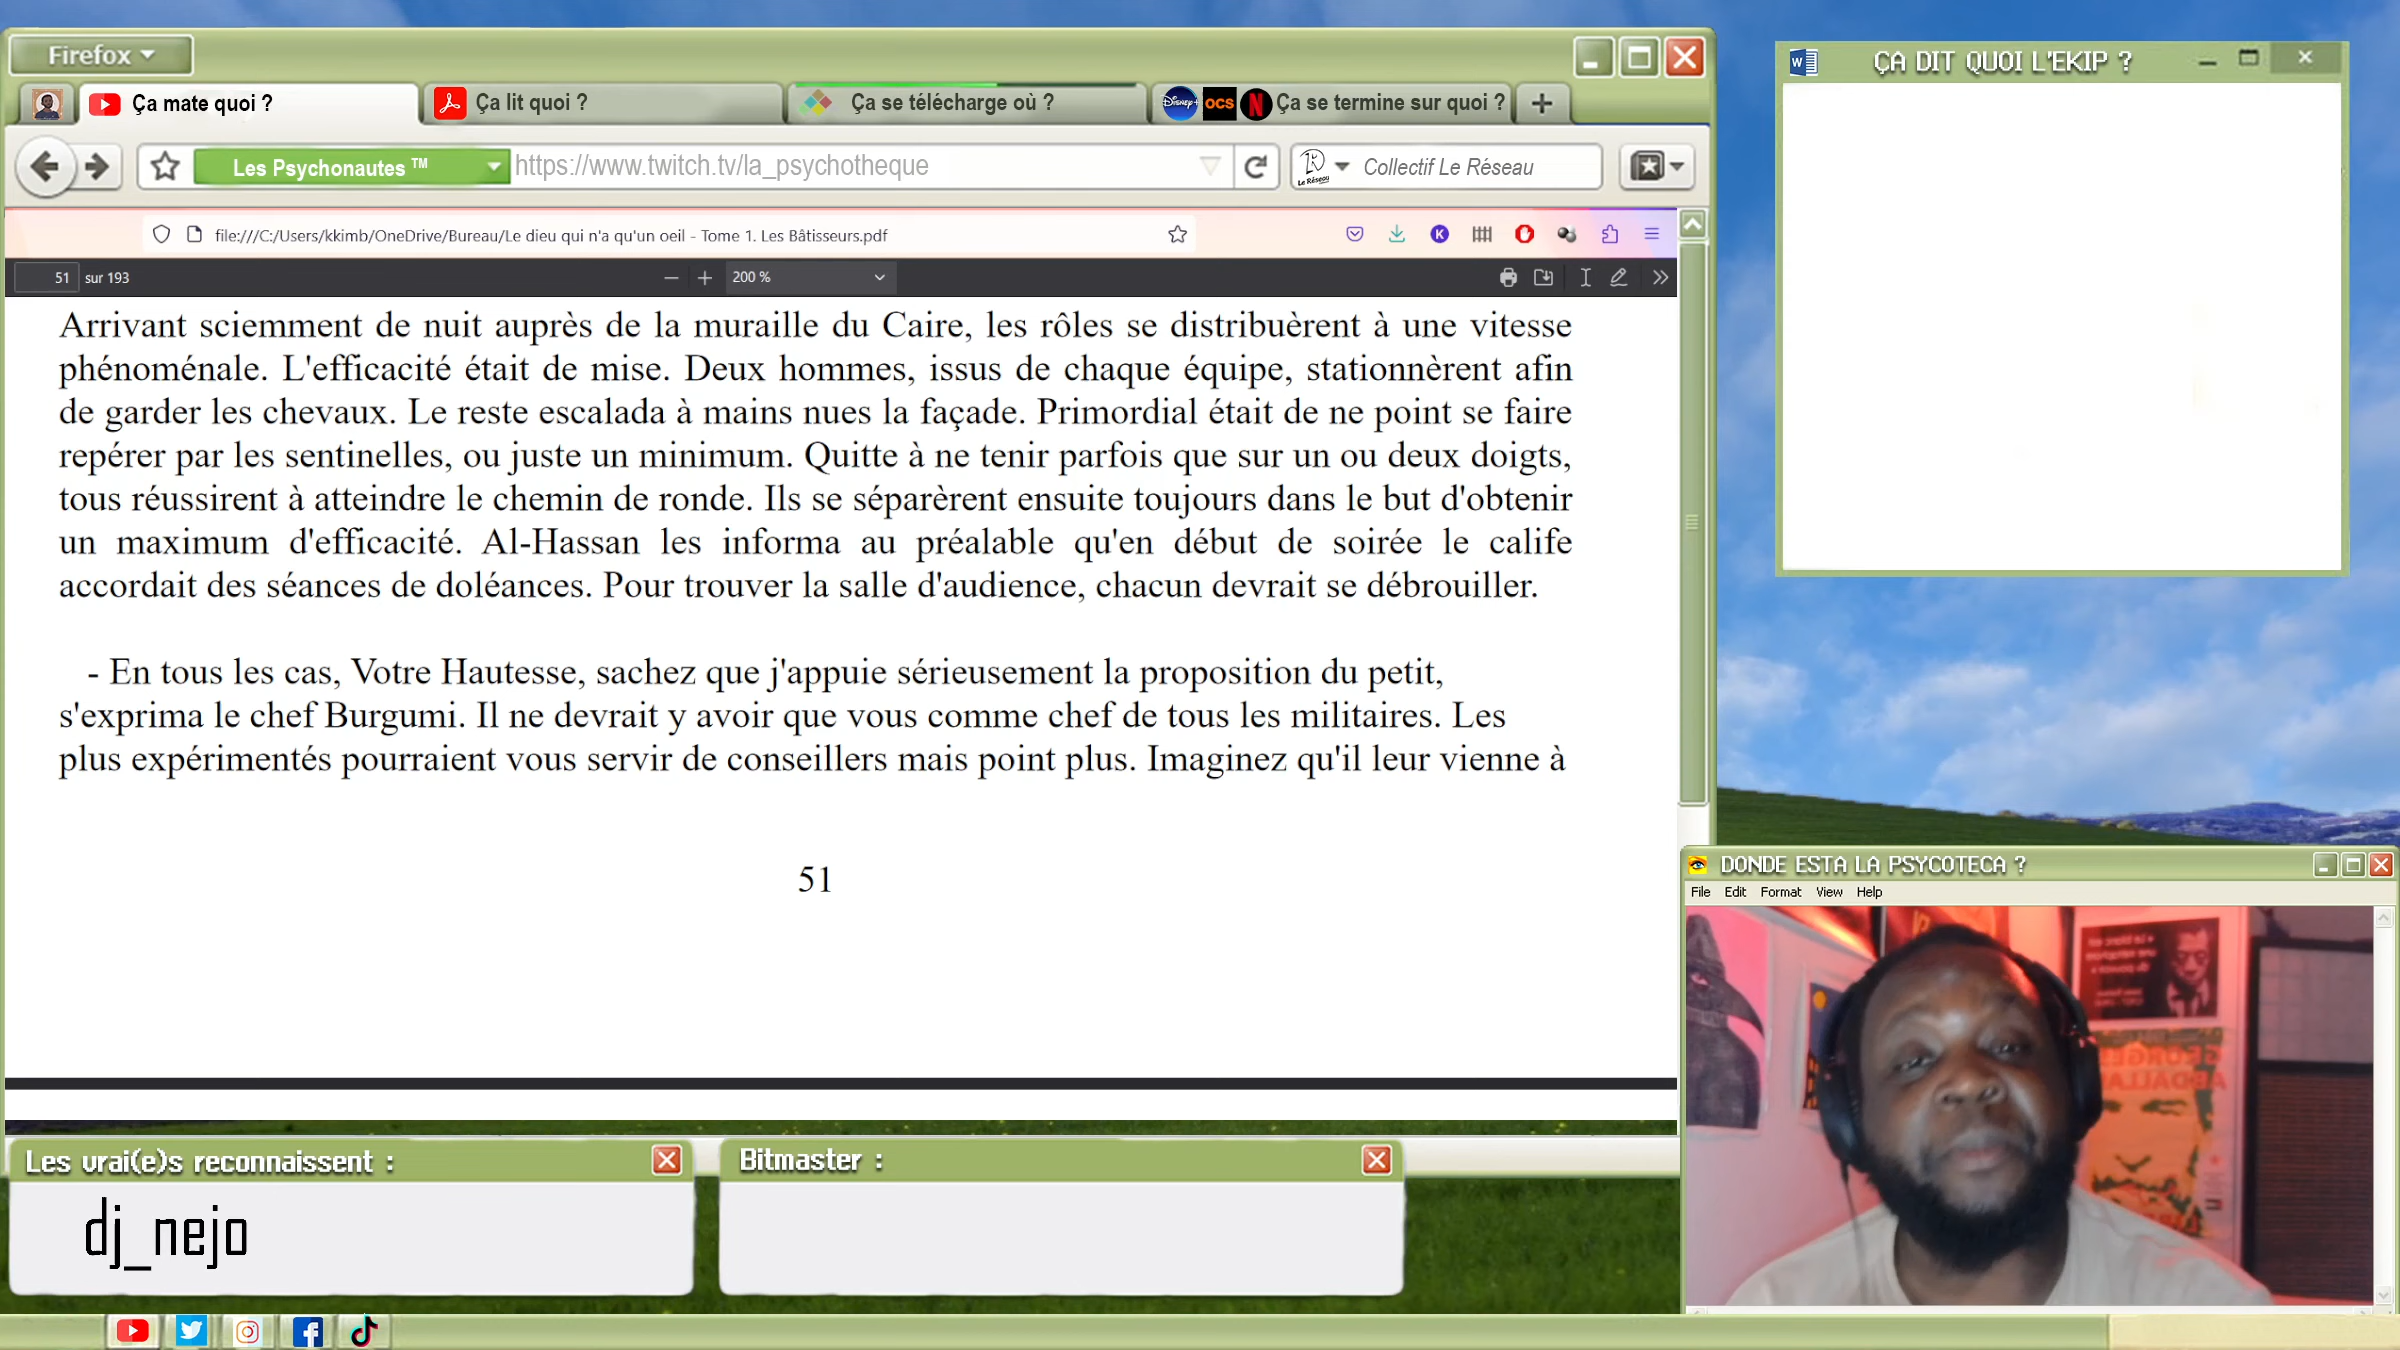 Firefox
Ça mate quoi ?
Ça lit quoi ?
Ça se télécharge où ?
Disney+
ocs
N
Ça se termine sur quoi ?
Les Psychonautes ™
https://www.twitch.tv/la_psychotheque
Le Réseau
Collectif Le Réseau
file:///C:/Users/kkimb/OneDrive/Bureau/Le dieu qui n'a qu'un oeil - Tome 1. Les Bâtisseurs.pdf
K
51 sur 193
200 %
Arrivant sciemment de nuit auprès de la muraille du Caire, les rôles se distribuèrent à une vitesse
phénoménale. L'efficacité était de mise. Deux hommes, issus de chaque équipe, stationnèrent afin
de garder les chevaux. Le reste escalada à mains nues la façade. Primordial était de ne point se faire
repérer par les sentinelles, ou juste un minimum. Quitte à ne tenir parfois que sur un ou deux doigts,
tous réussirent à atteindre le chemin de ronde. Ils se séparèrent ensuite toujours dans le but d'obtenir
un maximum d'efficacité. Al-Hassan les informa au préalable qu'en début de soirée le calife
accordait des séances de doléances. Pour trouver la salle d'audience, chacun devrait se débrouiller.
- En tous les cas, Votre Hautesse, sachez que j'appuie sérieusement la proposition du petit,
s'exprima le chef Burgumi. Il ne devrait y avoir que vous comme chef de tous les militaires. Les
plus expérimentés pourraient vous servir de conseillers mais point plus. Imaginez qu'il leur vienne à
51
W
ÇA DIT QUOI L'EKIP ?
DONDE ESTA LA PSYCOTECA ?
File Edit Format View Help
GEORGES
ABDALLAH
Les vrai(e)s reconnaissent :
dj_nejo
Bitmaster :